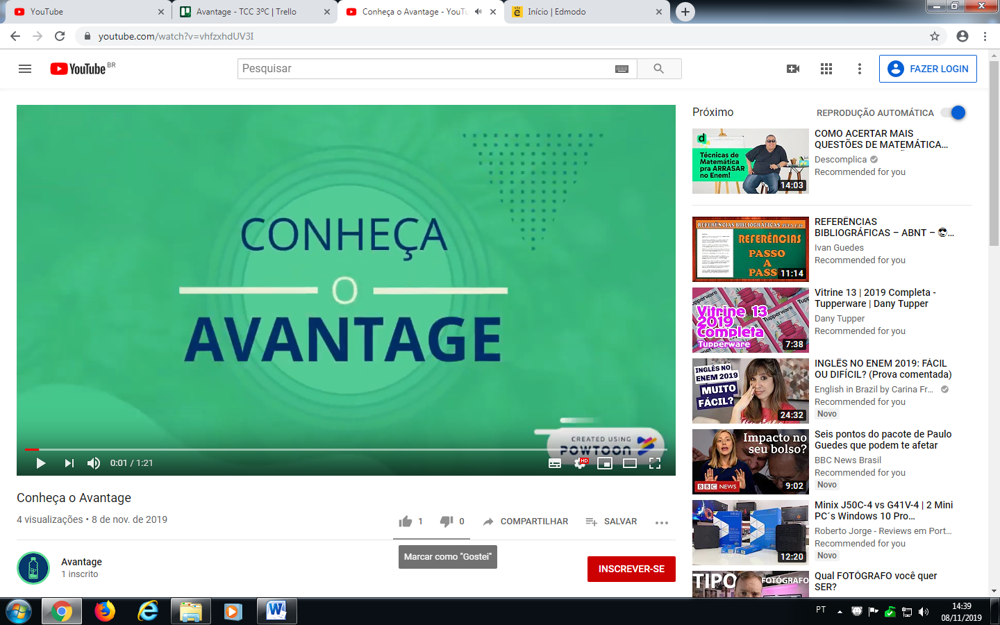 YouTube
Avantage - TCC 3ºC | Trello
Conheça o Avantage - YouTu
Início | Edmodo
youtube.com/watch?v=vhfzxhdUV3I
YouTube BR
Pesquisar
FAZER LOGIN
CONHEÇA
O
AVANTAGE
CREATED USING
POWTOON
0:01 / 1:21
HD
Conheça o Avantage
4 visualizações • 8 de nov. de 2019
1
0
COMPARTILHAR
SALVAR
Marcar como "Gostei"
Avantage
1 inscrito
INSCREVER-SE
Próximo
REPRODUÇÃO AUTOMÁTICA
d
Técnicas de
Matemática
pra ARRASAR
no Enem!
14:03
COMO ACERTAR MAIS
QUESTÕES DE MATEMÁTICA...
Descomplica
Recommended for you
REFERÊNCIAS BIBLIOGRÁFICAS
REFERÊNCIAS
PASSO
A
PASS
11:14
REFERÊNCIAS
BIBLIOGRÁFICAS – ABNT – 😎...
Ivan Guedes
Recommended for you
Vitrine 13
2019
Completa
Tupperware
7:38
Vitrine 13 | 2019 Completa -
Tupperware | Dany Tupper
Dany Tupper
Recommended for you
INGLÊS NO
ENEM 2019:
MUITO
FÁCIL?
24:32
INGLÊS NO ENEM 2019: FÁCIL
OU DIFÍCIL? (Prova comentada)
English in Brazil by Carina Fr...
Recommended for you
Novo
Impacto no
seu bolso?
BBC NEWS
9:02
Seis pontos do pacote de Paulo
Guedes que podem te afetar
BBC News Brasil
Recommended for you
Novo
12:20
Minix J50C-4 vs G41V-4 | 2 Mini
PC´s Windows 10 Pro...
Roberto Jorge - Reviews em Port...
Recommended for you
Novo
TIPO
FOTÓGRAFO
Qual FOTÓGRAFO você quer
SER?
PT
14:39
08/11/2019